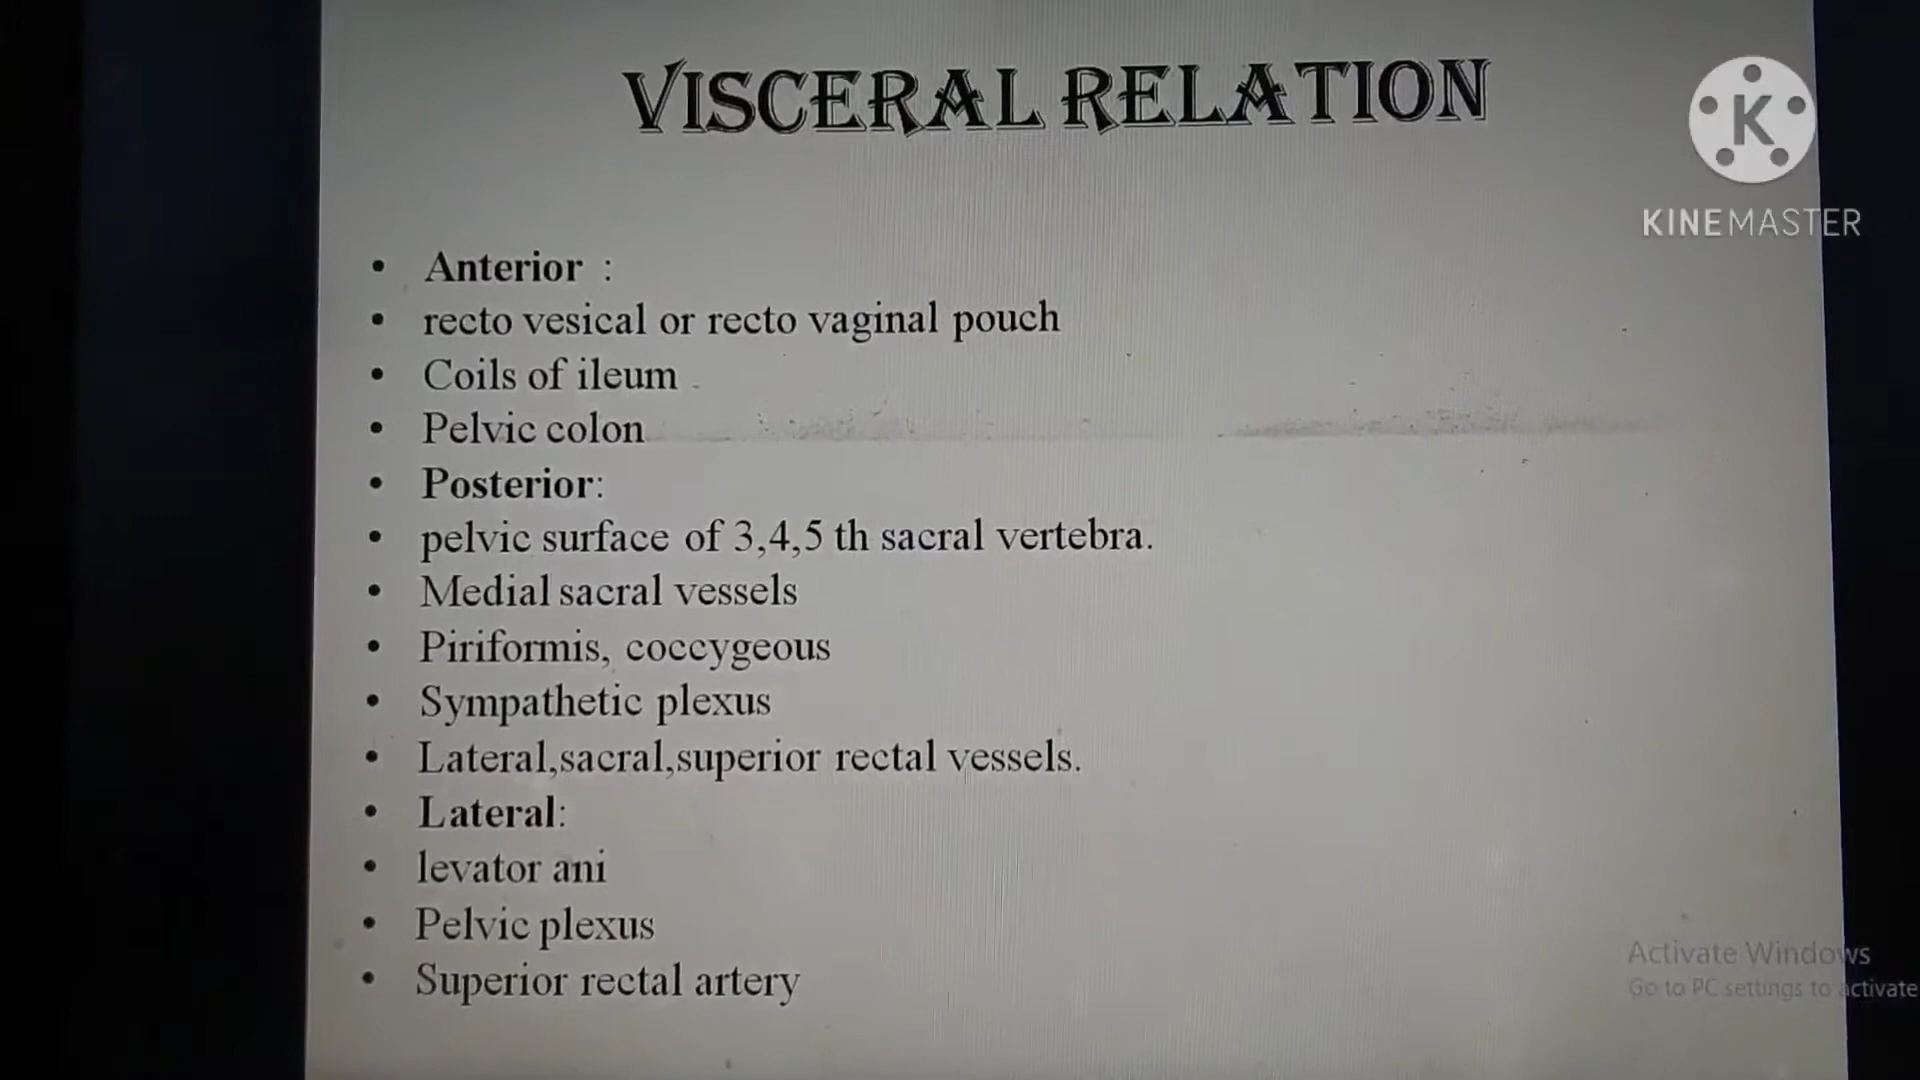 VISCERAL RELATION
K
KINEMASTER
• Anterior :
• recto vesical or recto vaginal pouch
• Coils of ileum
• Pelvic colon
• Posterior:
• pelvic surface of 3,4,5 th sacral vertebra.
• Medial sacral vessels
• Piriformis, coccygeous
• Sympathetic plexus
• Lateral,sacral,superior rectal vessels.
• Lateral:
• levator ani
• Pelvic plexus
• Superior rectal artery
Activate Windows
Go to PC settings to activate